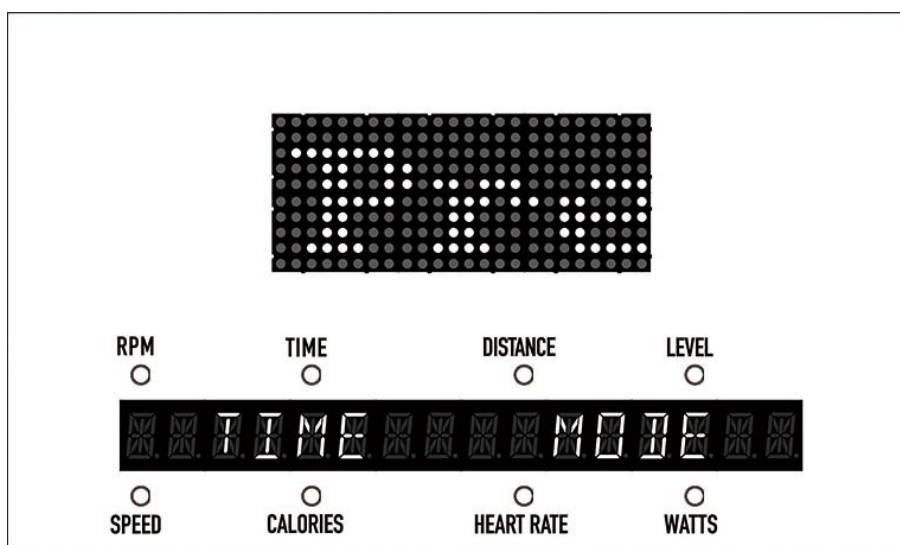 RPM TIME DISTANCE LEVEL
TIME MODE
SPEED CALORIES HEART RATE WATTS